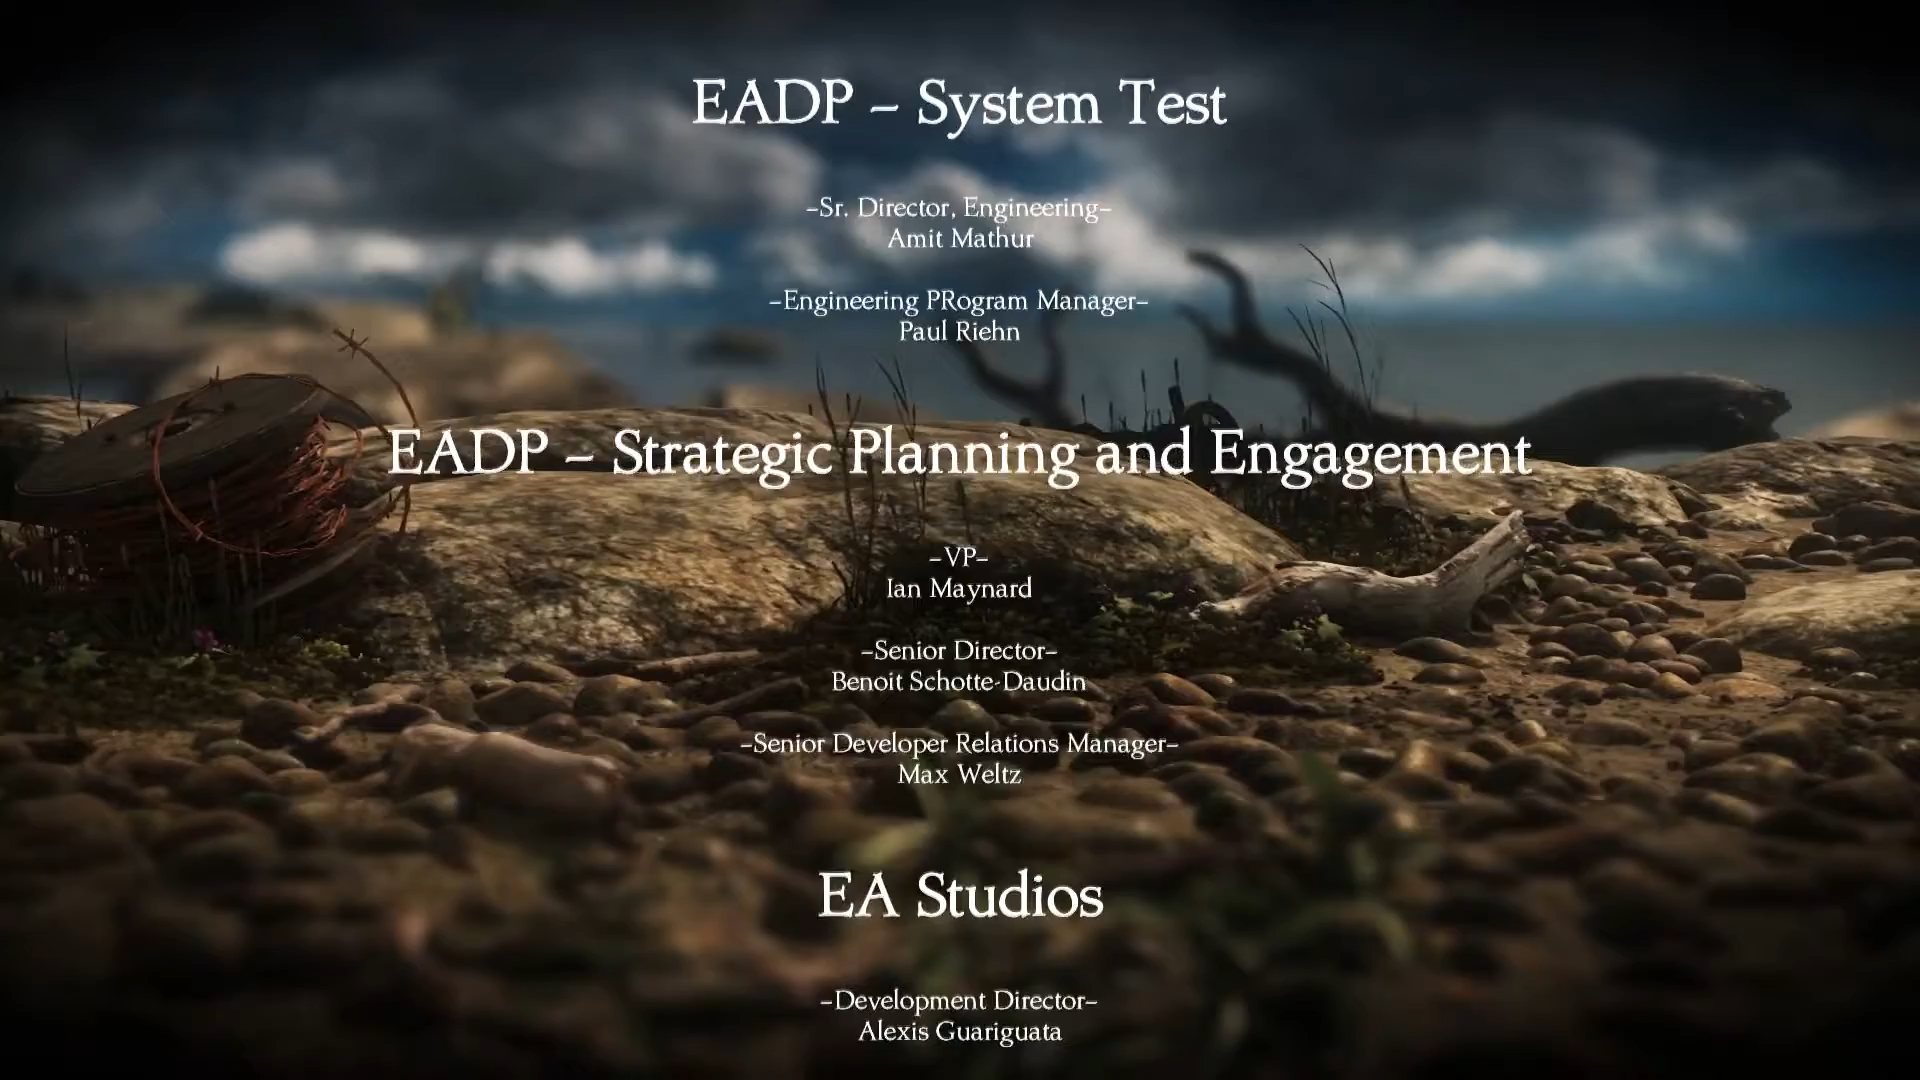 EADP – System Test
–Sr. Director, Engineering–
Amit Mathur
–Engineering PRogram Manager–
Paul Riehn
EADP – Strategic Planning and Engagement
–VP–
Ian Maynard
–Senior Director–
Benoit Schotte-Daudin
–Senior Developer Relations Manager–
Max Weltz
EA Studios
–Development Director–
Alexis Guariguata